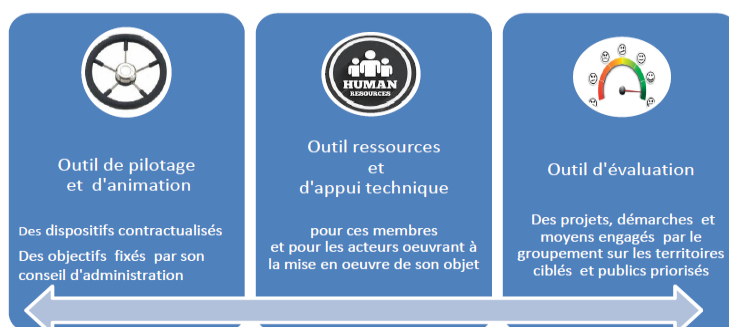 HUMAN
RESOURCES
Outil de pilotage
et d'animation
Des dispositifs contractualisés
Des objectifs fixés par son
conseil d'administration
Outil ressources
et
d'appui technique
pour ces membres
et pour les acteurs oeuvrant à
la mise en oeuvre de son objet
Outil d'évaluation
Des projets, démarches et
moyens engagés par le
groupement sur les territoires
ciblés et publics priorisés